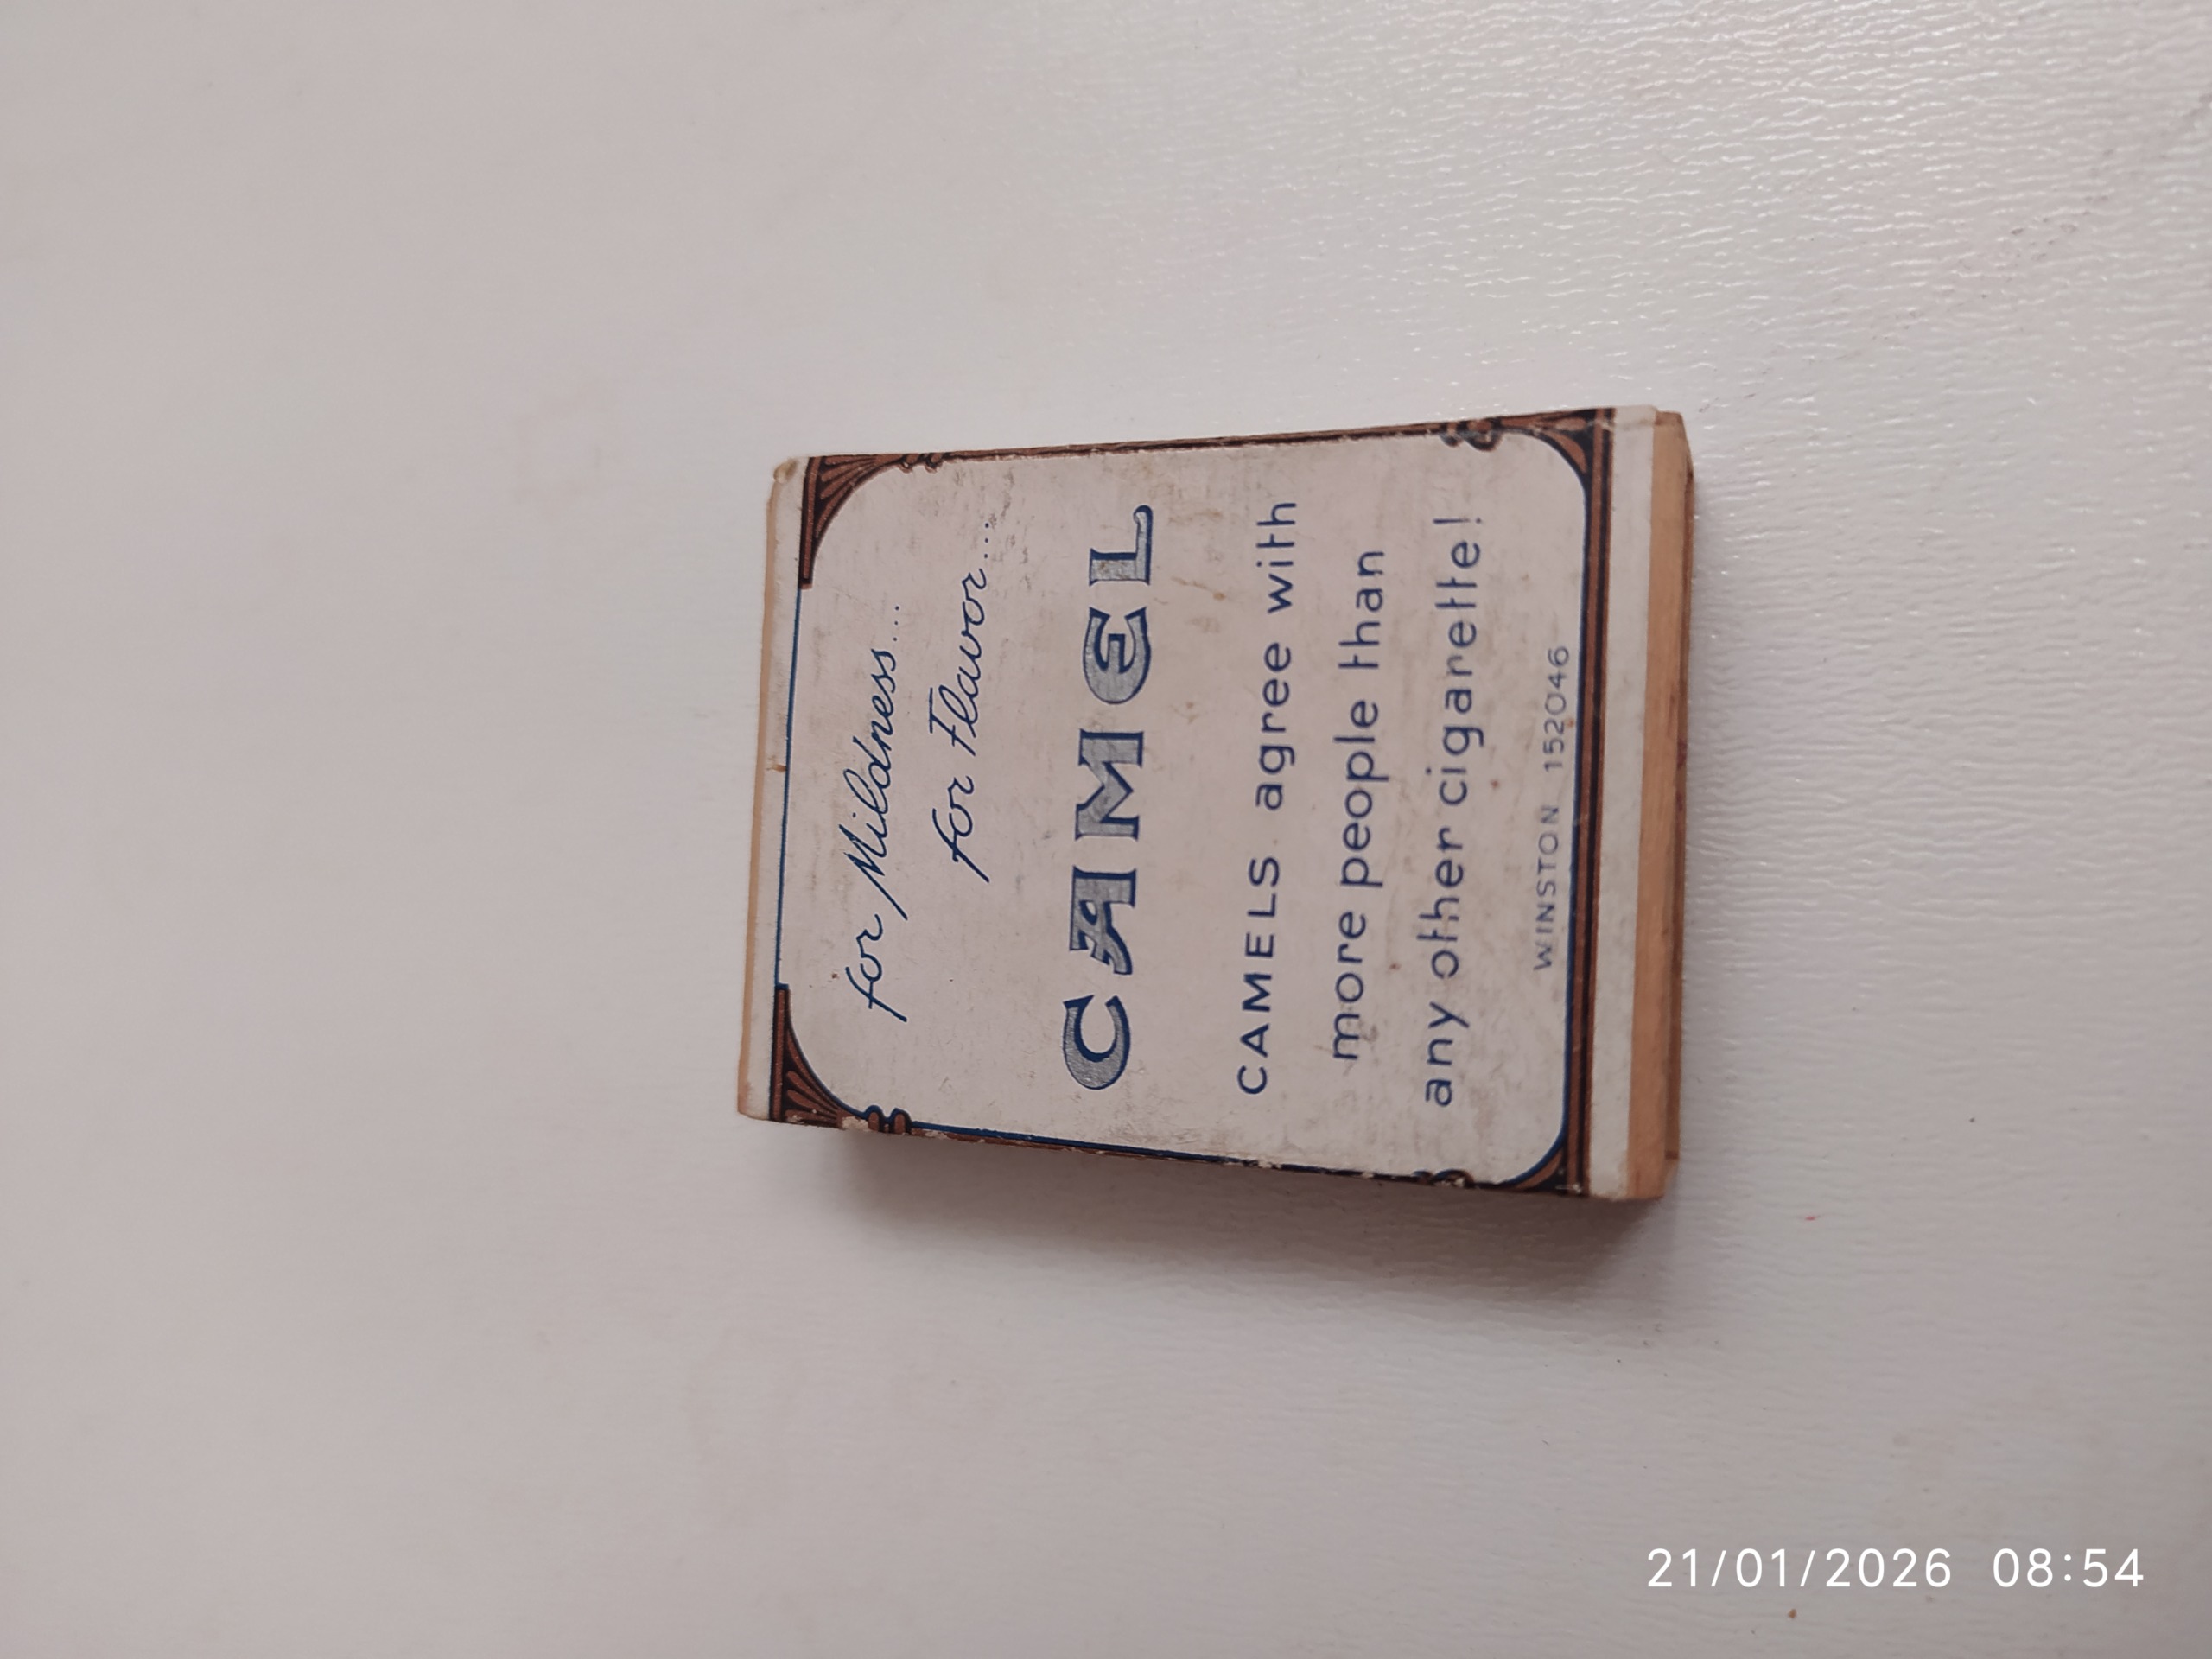 for Mildness...
for Flavor....
CAMEL
CAMELS agree with
more people than
any other cigarette!
WINSTON 152046
21/01/2026 08:54